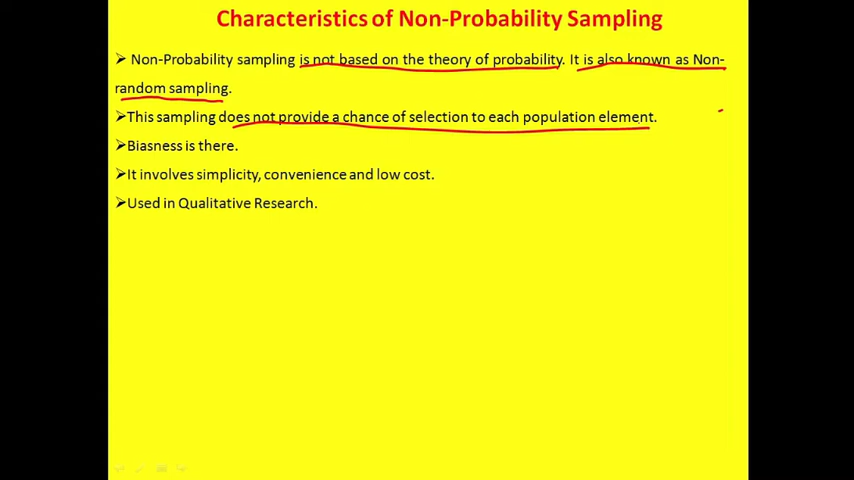 Characteristics of Non-Probability Sampling
➢ Non-Probability sampling is not based on the theory of probability. It is also known as Non-
random sampling.
➢This sampling does not provide a chance of selection to each population element.
➢Biasness is there.
➢It involves simplicity, convenience and low cost.
➢Used in Qualitative Research.